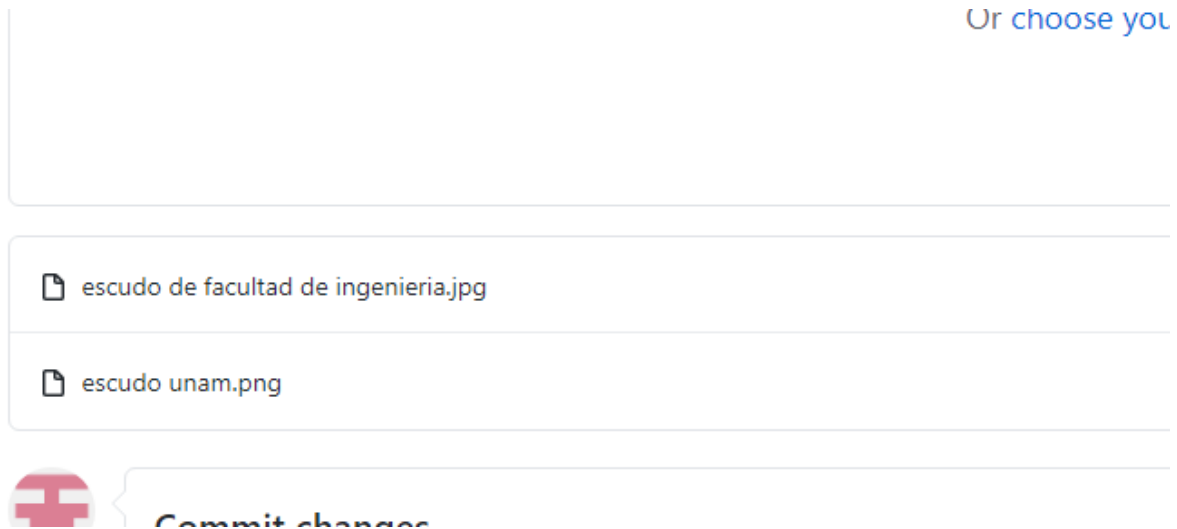 Or choose you
escudo de facultad de ingenieria.jpg
escudo unam.png
Commit changes